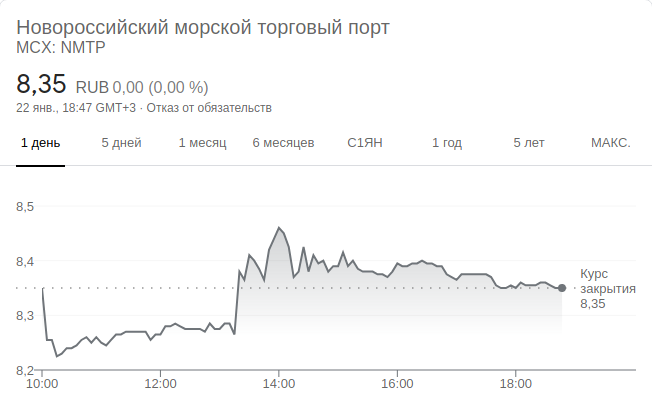 Новороссийский морской торговый порт
MCX: NMTP
8,35 RUB 0,00 (0,00 %)
22 янв., 18:47 GMT+3 · Отказ от обязательств
1 день 5 дней 1 месяц 6 месяцев С1ЯН 1 год 5 лет МАКС.
8,5
8,4
Курс
закрытия
8,35
8,3
8,2
10:00 12:00 14:00 16:00 18:00